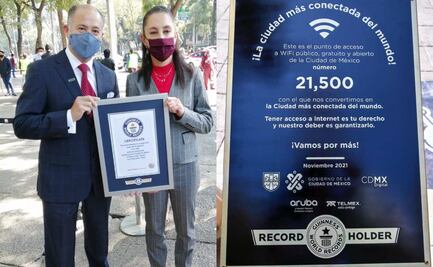 CERTIFICATE
¡La ciudad más conectada del mundo!
Este es el punto de acceso
a WiFi público, gratuito y abierto
de la Ciudad de México
número
21,500
con el que nos convertimos en
la Ciudad más conectada del mundo.
Tener acceso a Internet es tu derecho
y nuestro deber es garantizarlo.
¡Vamos por más!
Noviembre 2021
GOBIERNO DE LA
CIUDAD DE MÉXICO
CDMX
Digital
aruba
TELMEX
RECORD HOLDER
GUINNESS
WORLD RECORDS